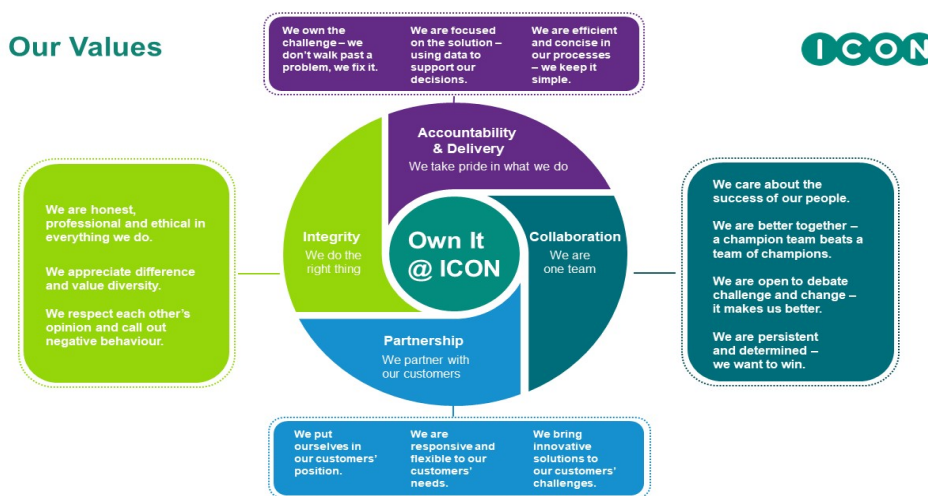 Our Values
ICON
We own the
challenge – we
don't walk past a
problem, we fix it.
We are focused
on the solution –
using data to
support our
decisions.
We are efficient
and concise in
our processes
– we keep it
simple.
Accountability
& Delivery
We take pride in what we do
We are honest,
professional and ethical in
everything we do.
We appreciate difference
and value diversity.
We respect each other's
opinion and call out
negative behaviour.
Integrity
We do the
right thing
Own It
@ ICON
Collaboration
We are
one team
We care about the
success of our people.
We are better together –
a champion team beats a
team of champions.
We are open to debate
challenge and change –
it makes us better.
We are persistent
and determined –
we want to win.
Partnership
We partner with
our customers
We put
ourselves in
our customers'
position.
We are
responsive and
flexible to our
customers'
needs.
We bring
innovative
solutions to
our customers'
challenges.